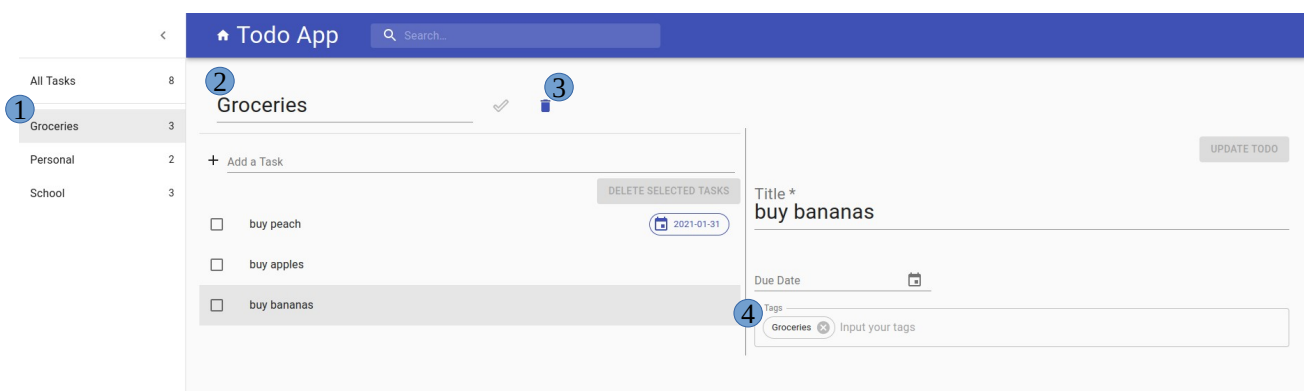 Todo App Search...
All Tasks 8
1
Groceries 3
Personal 2
School 3
2
Groceries
3
Add a Task
DELETE SELECTED TASKS
buy peach 2021-01-31
buy apples
buy bananas
UPDATE TODO
Title *
buy bananas
Due Date
4
Tags
Groceries Input your tags